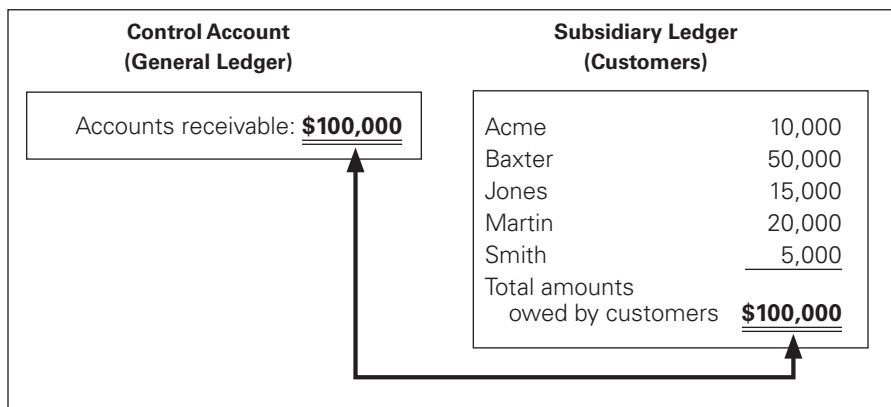 Control Account
(General Ledger)
Accounts receivable: $100,000
Subsidiary Ledger
(Customers)
Acme 10,000
Baxter 50,000
Jones 15,000
Martin 20,000
Smith 5,000
Total amounts
owed by customers $100,000